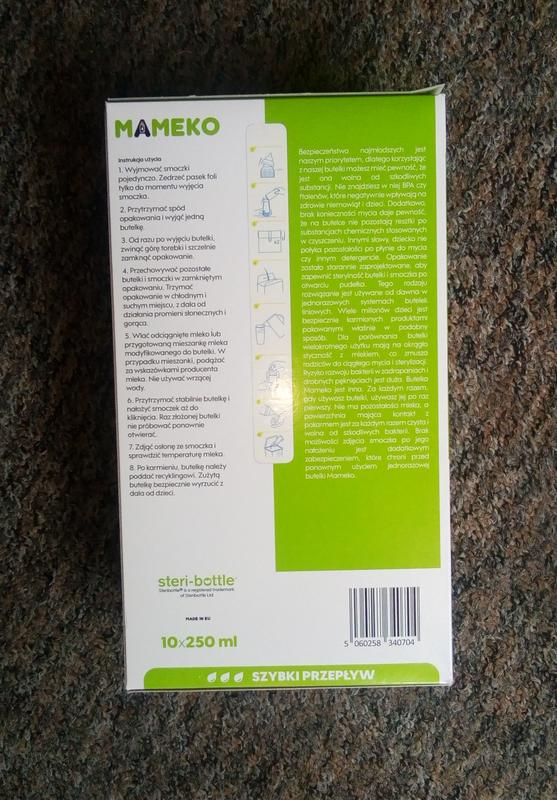 MAMEKO
Instrukcja użycia
1. Wyjmować smoczki
pojedynczo. Zedrzeć pasek foli
tylko do momentu wyjęcia
smoczka.
2. Przytrzymać spód
opakowania i wyjąć jedną
butelkę.
3. Od razu po wyjęciu butelki,
zwinąć górę torebki i szczelnie
zamknąć opakowanie.
4. Przechowywać pozostałe
butelki i smoczki w zamkniętym
opakowaniu. Trzymać
opakowanie w chłodnym i
suchym miejscu, z dala od
działania promieni słonecznych i
gorąca.
5. Wlać odciągnięte mleko lub
przygotowaną mieszankę mleka
modyfikowanego do butelki. W
przypadku mieszanki, podążać
za wskazówkami producenta
mleka. Nie używać wrzącej
wody.
6. Przytrzymać stabilnie butelkę i
nałożyć smoczek aż do
kliknięcia. Raz złożonej butelki
nie próbować ponownie
otwierać.
7. Zdjąć osłonę ze smoczka i
sprawdzić temperaturę mleka.
8. Po karmieniu, butelkę należy
poddać recyklingowi. Zużytą
butelkę bezpiecznie wyrzucić z
dala od dzieci.
Bezpieczeństwo najmłodszych jest
naszym priorytetem, dlatego korzystając
z naszej butelki możesz mieć pewność, że
jest ona wolna od szkodliwych
substancji. Nie znajdziesz w niej BPA czy
ftalenów, które negatywnie wpływają na
zdrowie niemowląt i dzieci. Dodatkowo,
brak konieczności mycia daje pewność,
że na butelce nie pozostają resztki po
substancjach chemicznych stosowanych
w czyszczeniu. Innymi słowy, dziecko nie
połyka pozostałości po płynie do mycia
czy innym detergencie. Opakowanie
zostało starannie zaprojektowane, aby
zapewnić sterylność butelki i smoczka po
otwarciu pudełka. Tego rodzaju
rozwiązanie jest używane od dawna w
jednorazowych systemach butelek
liniowych. Wiele milionów dzieci jest
bezpiecznie karmionych produktami
pakowanymi właśnie w podobny
sposób. Dla porównania butelki
wielokrotnego użytku mają na okrągło
styczność z mlekiem, co zmusza
rodziców do ciągłego mycia i sterylizacji.
Ryzyko rozwoju bakterii w zadrapaniach i
drobnych pęknięciach jest duża. Butelka
Mameko jest inna. Za każdym razem,
gdy używasz butelki, używasz jej po raz
pierwszy. Nie ma pozostałości mleka, a
powierzchnia mająca kontakt z
pokarmem jest za każdym razem czysta i
wolna od szkodliwych bakterii. Brak
możliwości zdjęcia smoczka po jego
nałożeniu jest dodatkowym
zabezpieczeniem, które chroni przed
ponownym użyciem jednorazowej
butelki Mameko.
steri-bottle
Steribottle® is a registered trademark
of Steribottle Ltd
MADE IN EU
10x250 ml
5 060258 340704
SZYBKI PRZEPŁYW